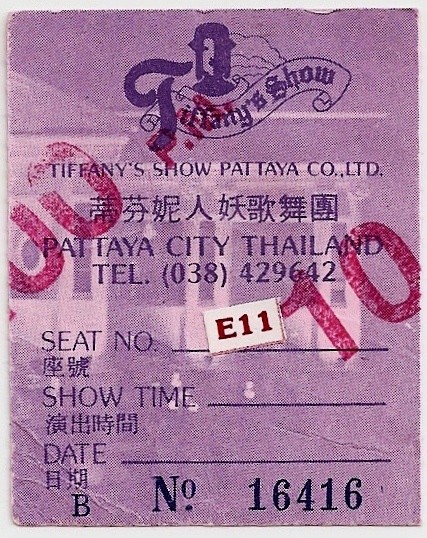 Tiffany's Show
P.M.
TIFFANY'S SHOW PATTAYA CO.,LTD.
蒂芬妮人妖歌舞團
PATTAYA CITY THAILAND
TEL. (038) 429642
10
E11
SEAT NO.
座號
SHOW TIME
演出時間
DATE
日期
B No. 16416